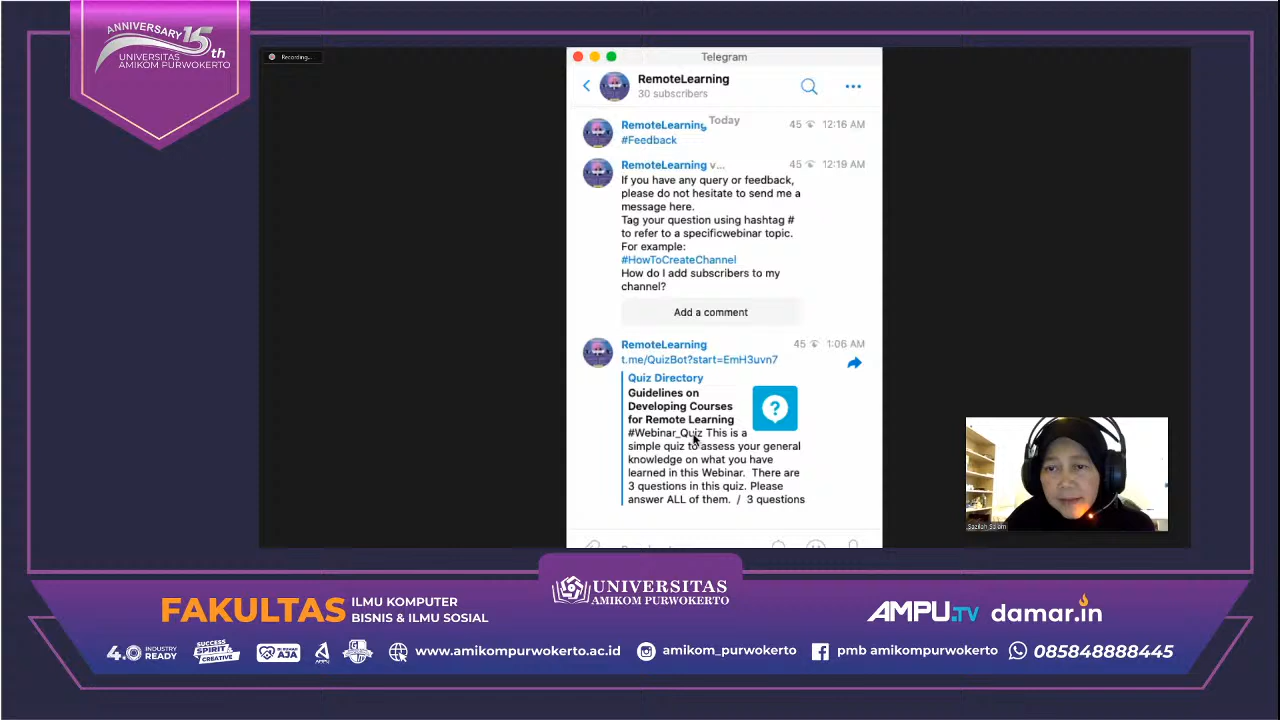 ANNIVERSARY 15th
UNIVERSITAS
AMIKOM PURWOKERTO
Recording...
Telegram
RemoteLearning
30 subscribers
Today
RemoteLearning 45 12:16 AM
#Feedback
RemoteLearning v... 45 12:19 AM
If you have any query or feedback,
please do not hesitate to send me a
message here.
Tag your question using hashtag #
to refer to a specificwebinar topic.
For example:
#HowToCreateChannel
How do I add subscribers to my
channel?
Add a comment
RemoteLearning 45 1:06 AM
t.me/QuizBot?start=EmH3uvn7
Quiz Directory
Guidelines on
Developing Courses
for Remote Learning
#Webinar_Quiz This is a
simple quiz to assess your general
knowledge on what you have
learned in this Webinar. There are
3 questions in this quiz. Please
answer ALL of them. / 3 questions
Sazilah Salam
UNIVERSITAS
AMIKOM PURWOKERTO
FAKULTAS
ILMU KOMPUTER
BISNIS & ILMU SOSIAL
AMPU.TV
damar.in
4.0 INDUSTRY
READY
SUCCESS
SPIRIT
CREATIVE
AJA
AMPU
www.amikompurwokerto.ac.id
amikom_purwokerto
pmb amikompurwokerto
085848888445